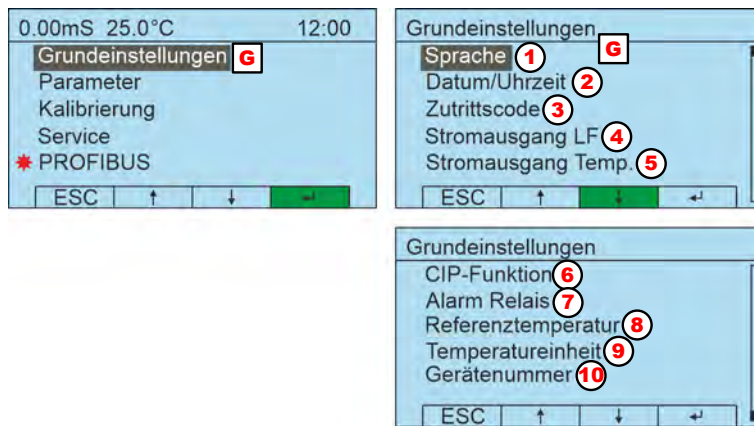 0.00mS 25.0°C 12:00
Grundeinstellungen G
Parameter
Kalibrierung
Service
✷ PROFIBUS
ESC ↑ ↓ ↵
Grundeinstellungen
G
Sprache 1
Datum/Uhrzeit 2
Zutrittscode 3
Stromausgang LF 4
Stromausgang Temp. 5
ESC ↑ ↓ ↵
Grundeinstellungen
CIP-Funktion 6
Alarm Relais 7
Referenztemperatur 8
Temperatureinheit 9
Gerätenummer 10
ESC ↑ ↓ ↵